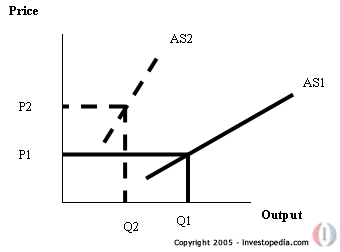 Price
AS2
AS1
P2
P1
Q2
Q1
Output
Copyright 2005 - Investopedia.com